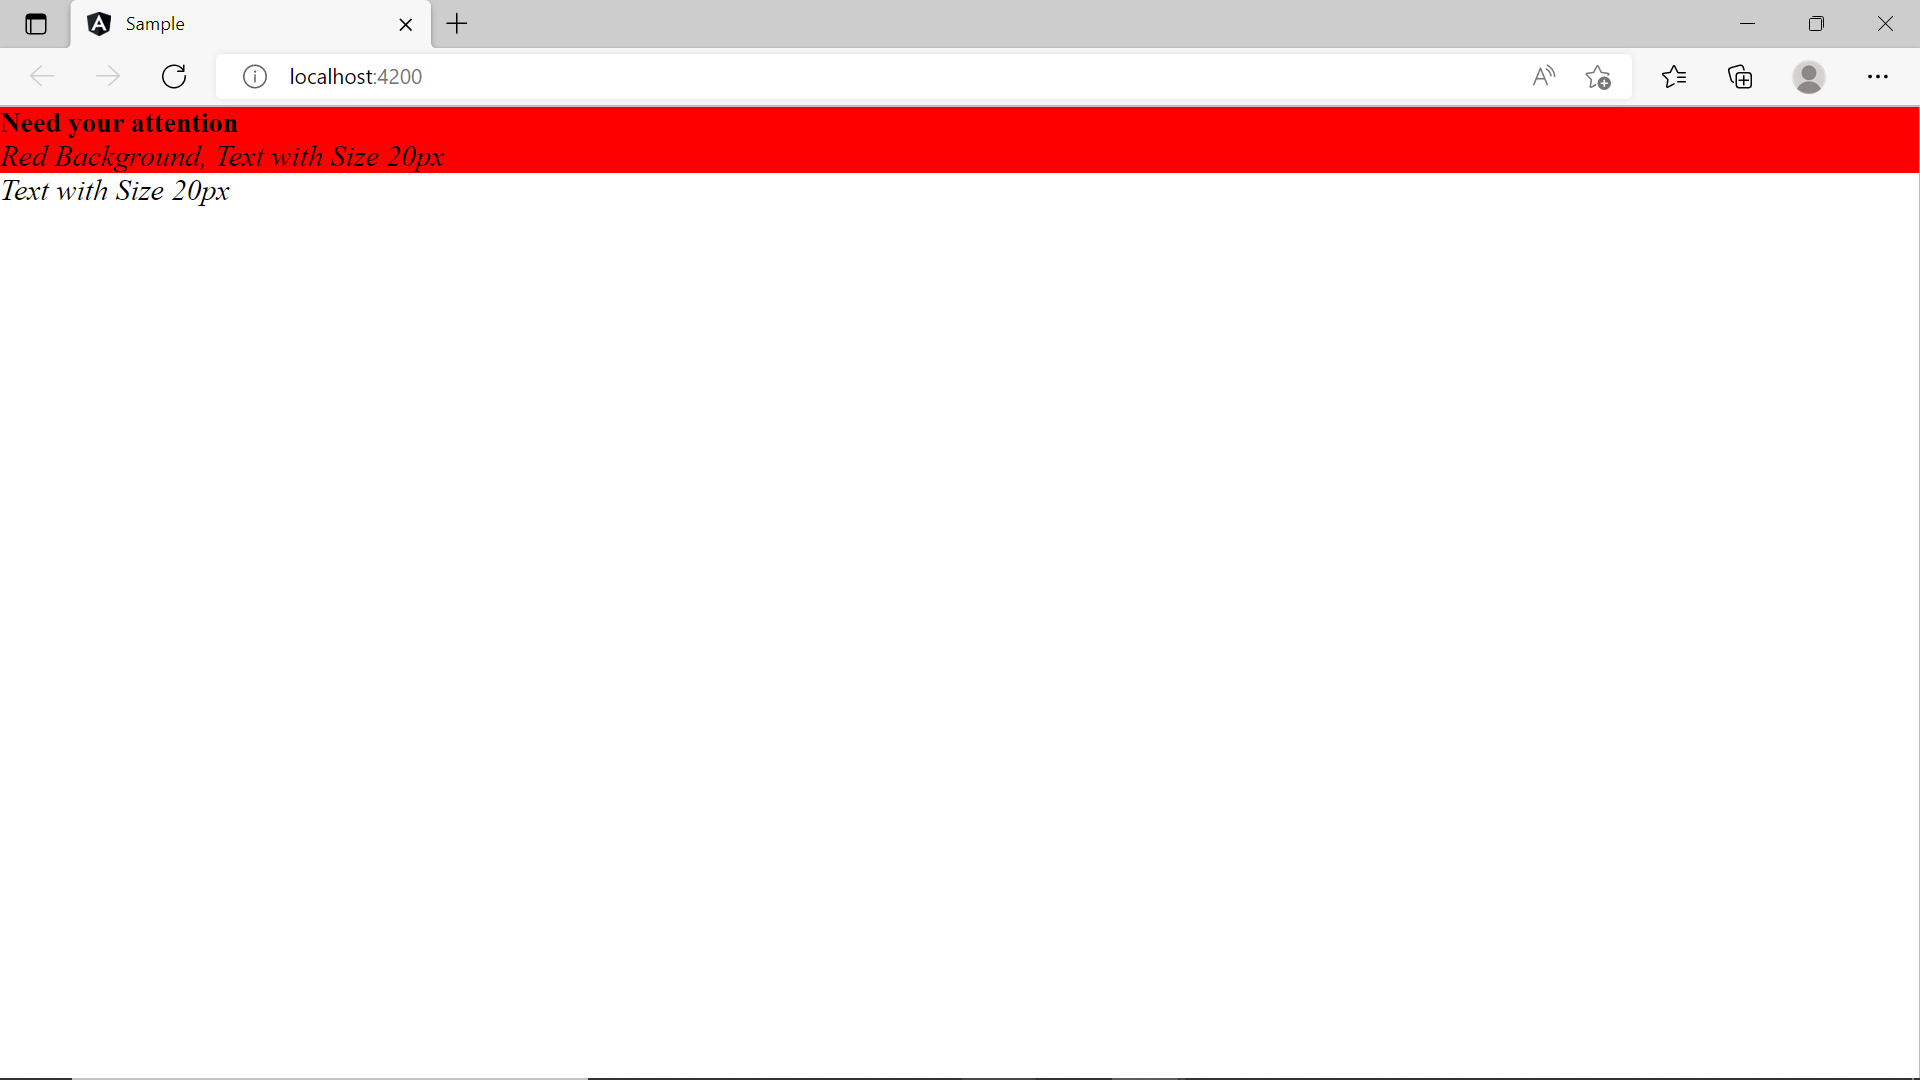 Sample
localhost:4200
Need your attention
Red Background, Text with Size 20px
Text with Size 20px